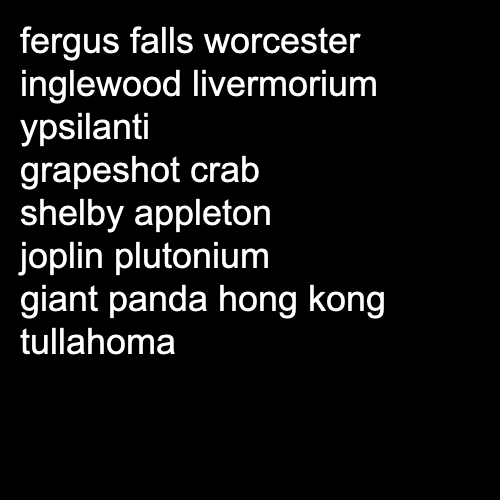 fergus falls worcester
inglewood livermorium
ypsilanti
grapeshot crab
shelby appleton
joplin plutonium
giant panda hong kong
tullahoma